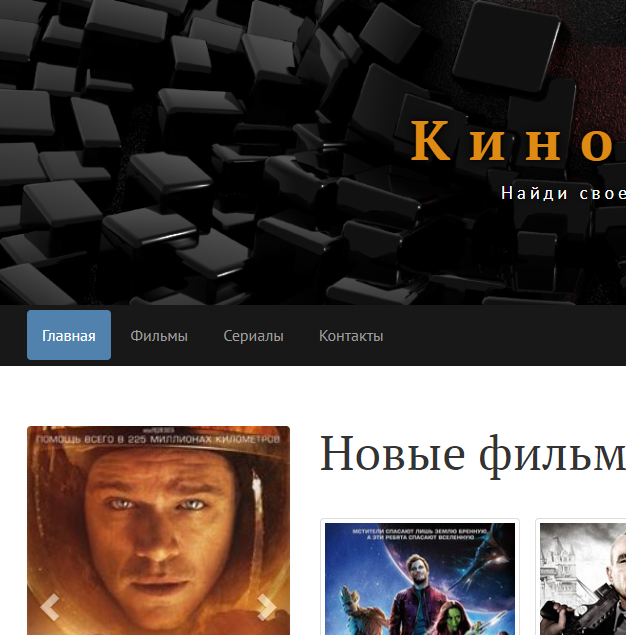 Кино
Найди свое
Главная Фильмы Сериалы Контакты
ПОМОЩЬ ВСЕГО В 225 МИЛЛИОНАХ КИЛОМЕТРОВ
Новые фильм
МСТИТЕЛИ СПАСАЮТ ЛИШЬ ЗЕМЛЮ БРЕННУЮ,
А ЭТИ РЕБЯТА СПАСАЮТ ВСЕЛЕННУЮ